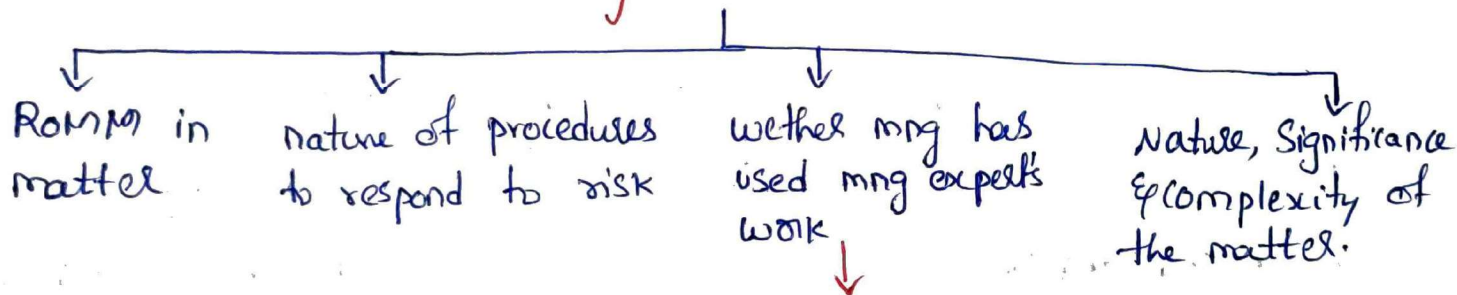 ROMM in
matter
nature of proceduses
to respond to risk
wether mng has
used mng expert's
work
Nature, Significance
& complexity of
the matter.